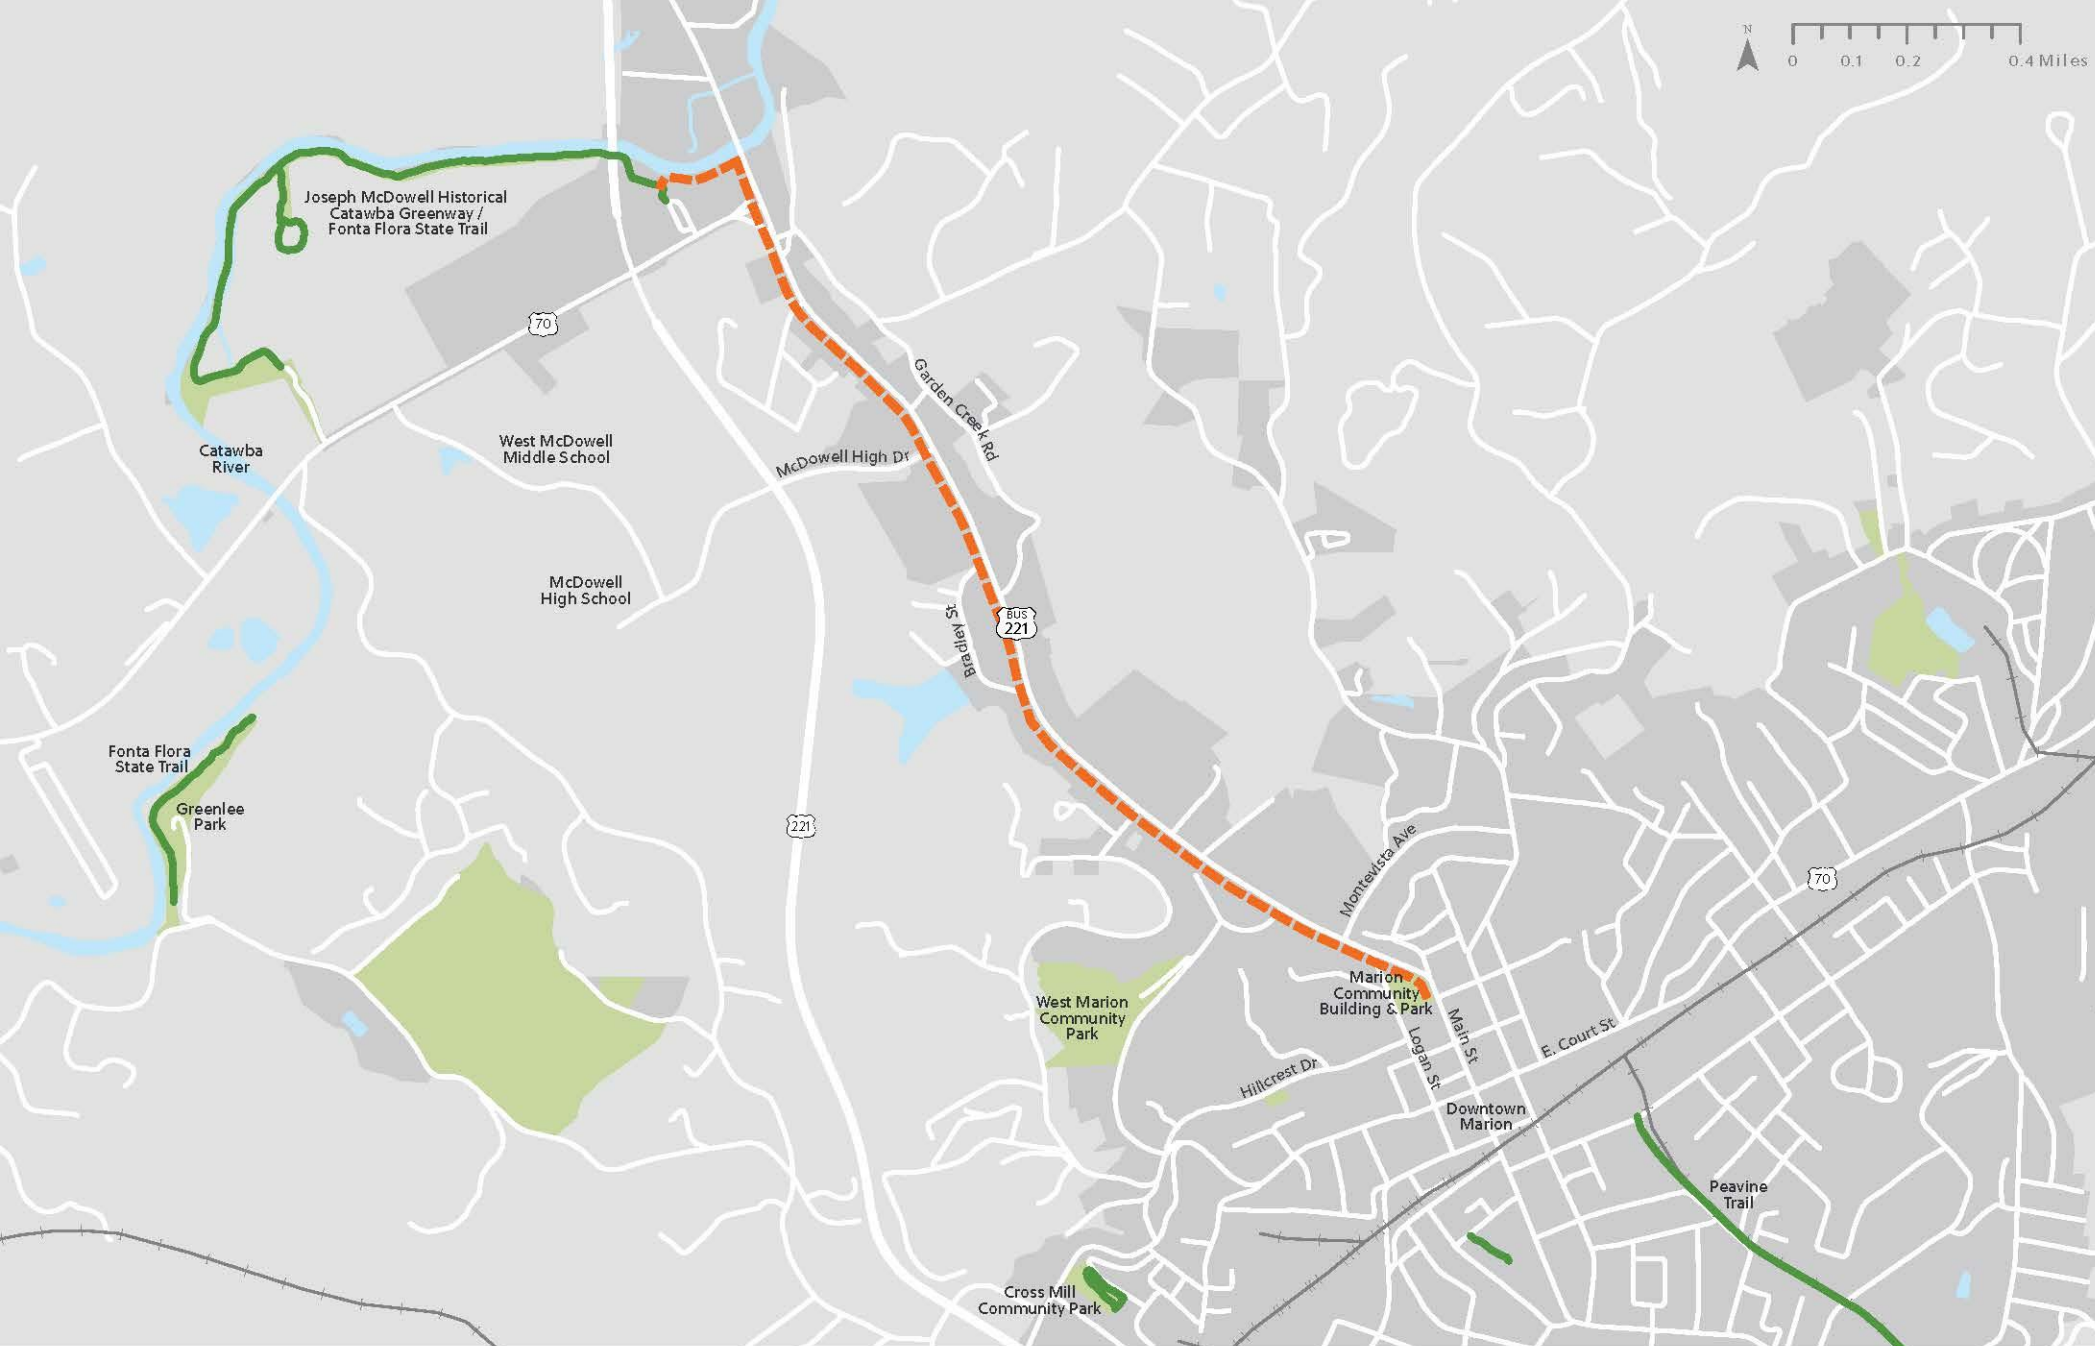 N
0 0.1 0.2 0.4 Miles
Joseph McDowell Historical
Catawba Greenway /
Fonta Flora State Trail
70
Garden Creek Rd
West McDowell
Middle School
Catawba
River
McDowell High Dr
McDowell
High School
Bradley St
BUS
221
Fonta Flora
State Trail
Greenlee
Park
221
Montevista Ave
70
West Marion
Community
Park
Marion
Community
Building & Park
Main St
Logan St
E. Court St
Hillcrest Dr
Downtown
Marion
Peavine
Trail
Cross Mill
Community Park